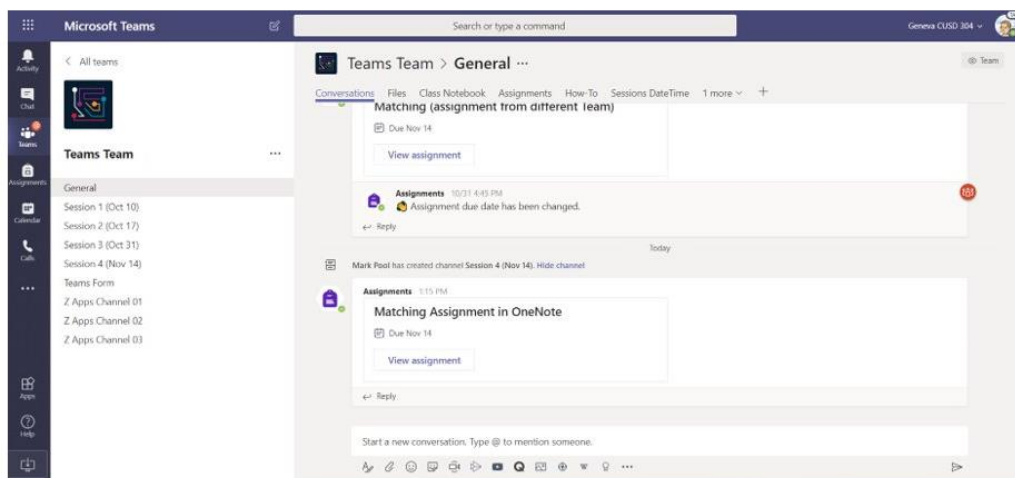 Microsoft Teams
Search or type a command
Geneva CUSD 304
Activity
Chat
Teams
Assignments
Calendar
Calls
Apps
Help
All teams
Teams Team
General
Session 1 (Oct 10)
Session 2 (Oct 17)
Session 3 (Oct 31)
Session 4 (Nov 14)
Teams Form
Z Apps Channel 01
Z Apps Channel 02
Z Apps Channel 03
Teams Team > General ...
Team
Conversations Files Class Notebook Assignments How-To Sessions DateTime 1 more +
Matching (assignment from different Team)
Due Nov 14
View assignment
Assignments 10/31 4:45 PM
Assignment due date has been changed.
Reply
Today
Mark Pool has created channel Session 4 (Nov 14). Hide channel
Assignments 1:15 PM
Matching Assignment in OneNote
Due Nov 14
View assignment
Reply
Start a new conversation. Type @ to mention someone.